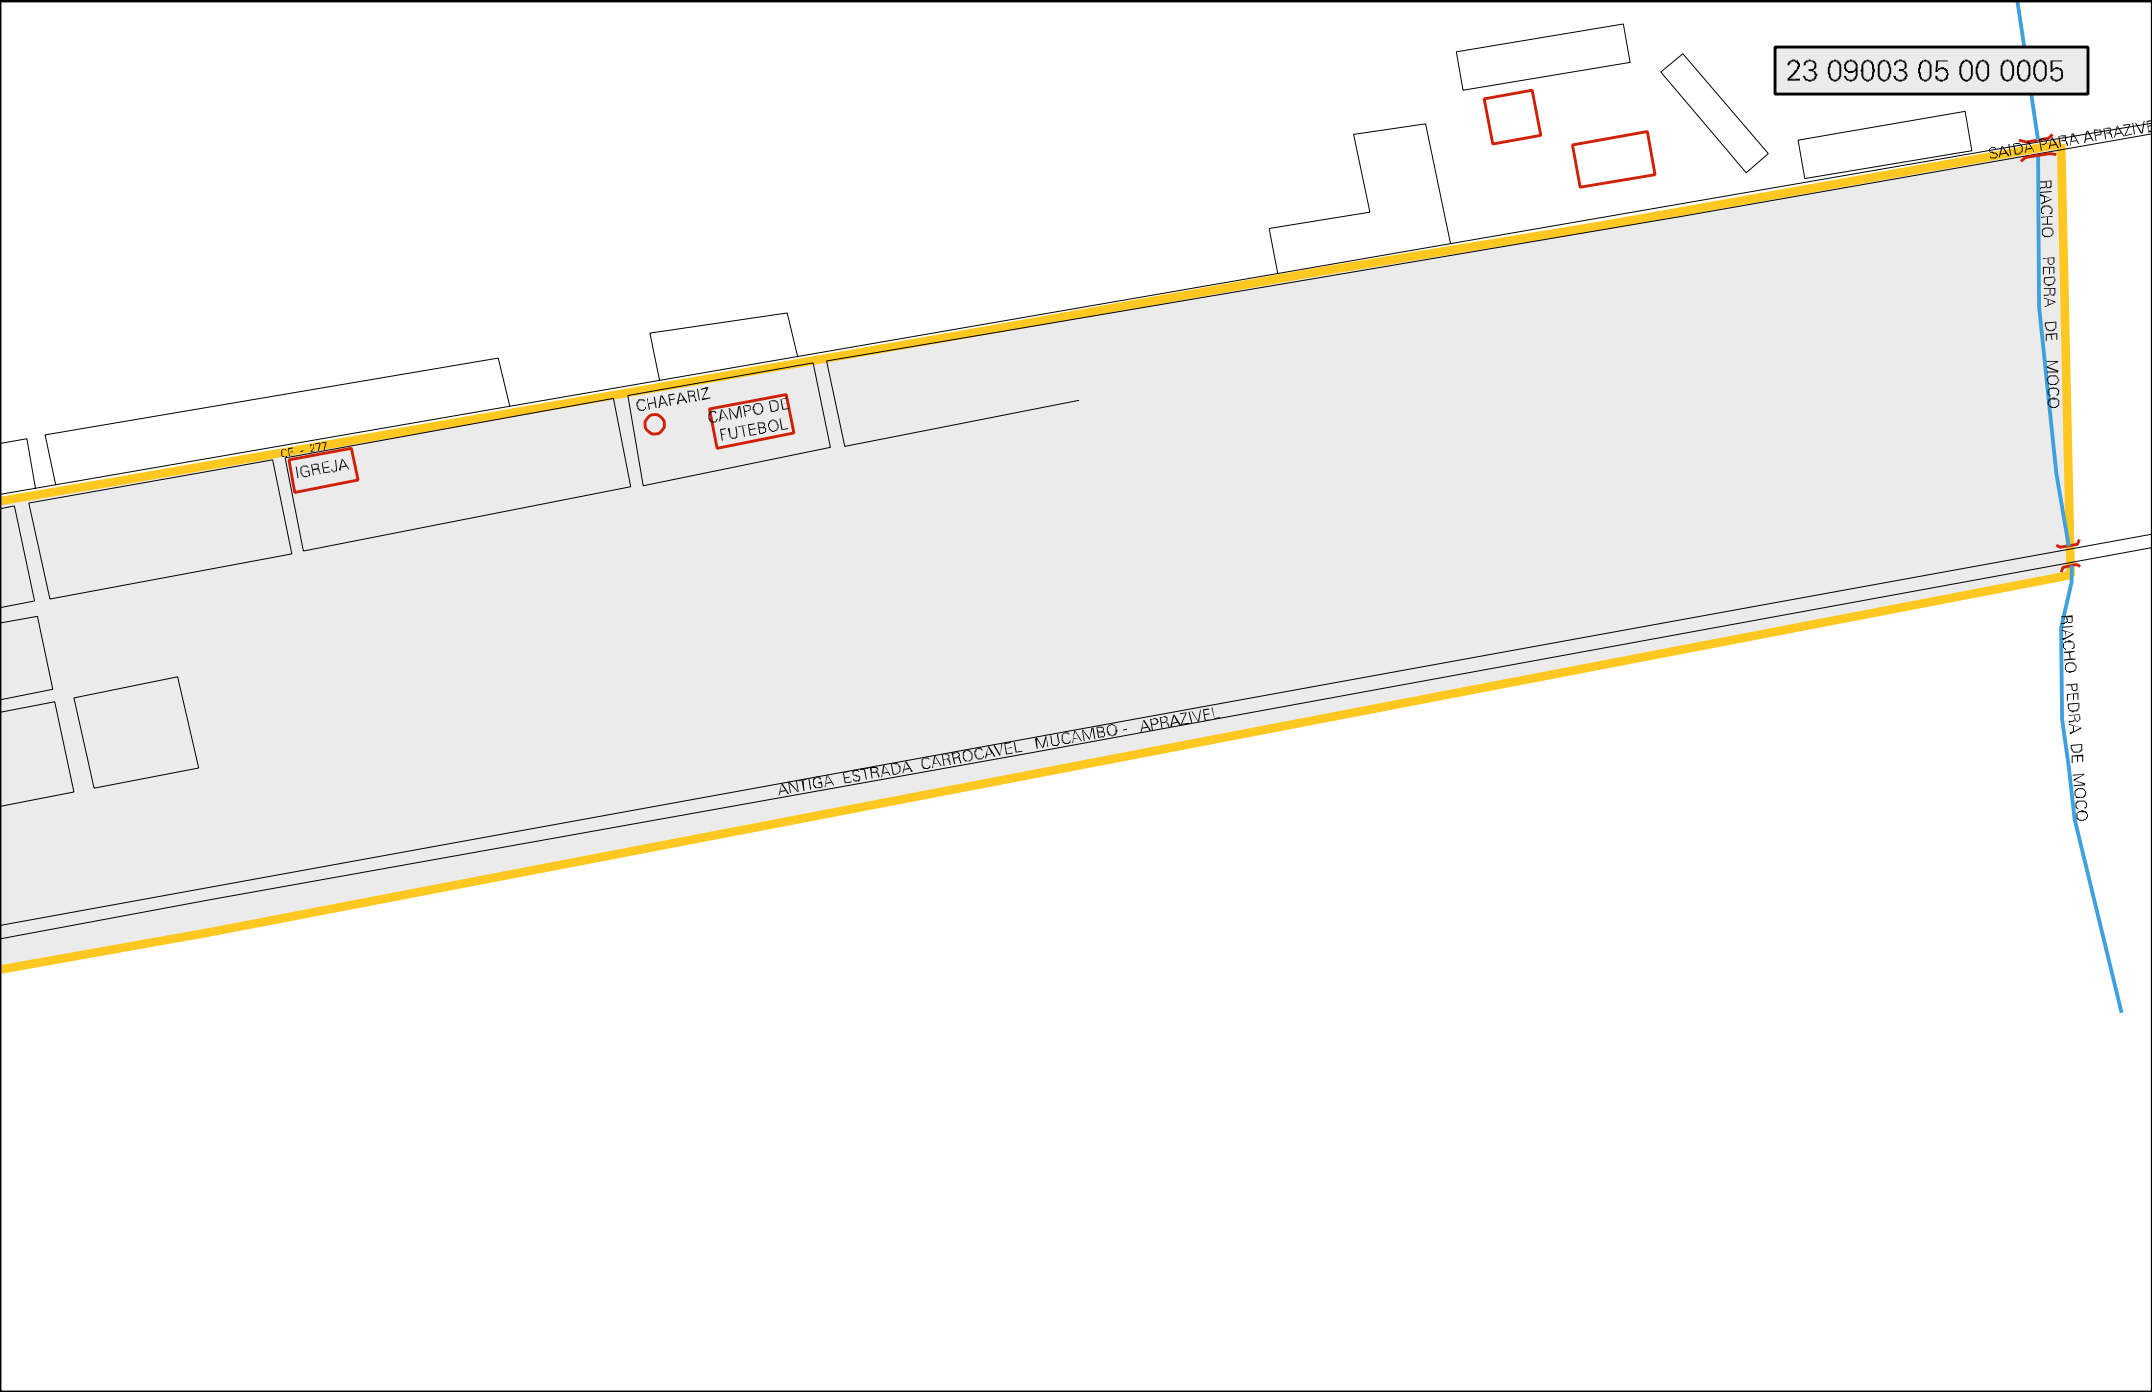 23 09003 05 00 0005
SAIDA PARA APRAZIVE
RIACHO PEDRA DE MOCO
CHAFARIZ
CAMPO DE
FUTEBOL
CE - 277
IGREJA
RIACHO PEDRA DE MOCO
ANTIGA ESTRADA CARROCAVEL MUCAMBO - APRAZIVEL